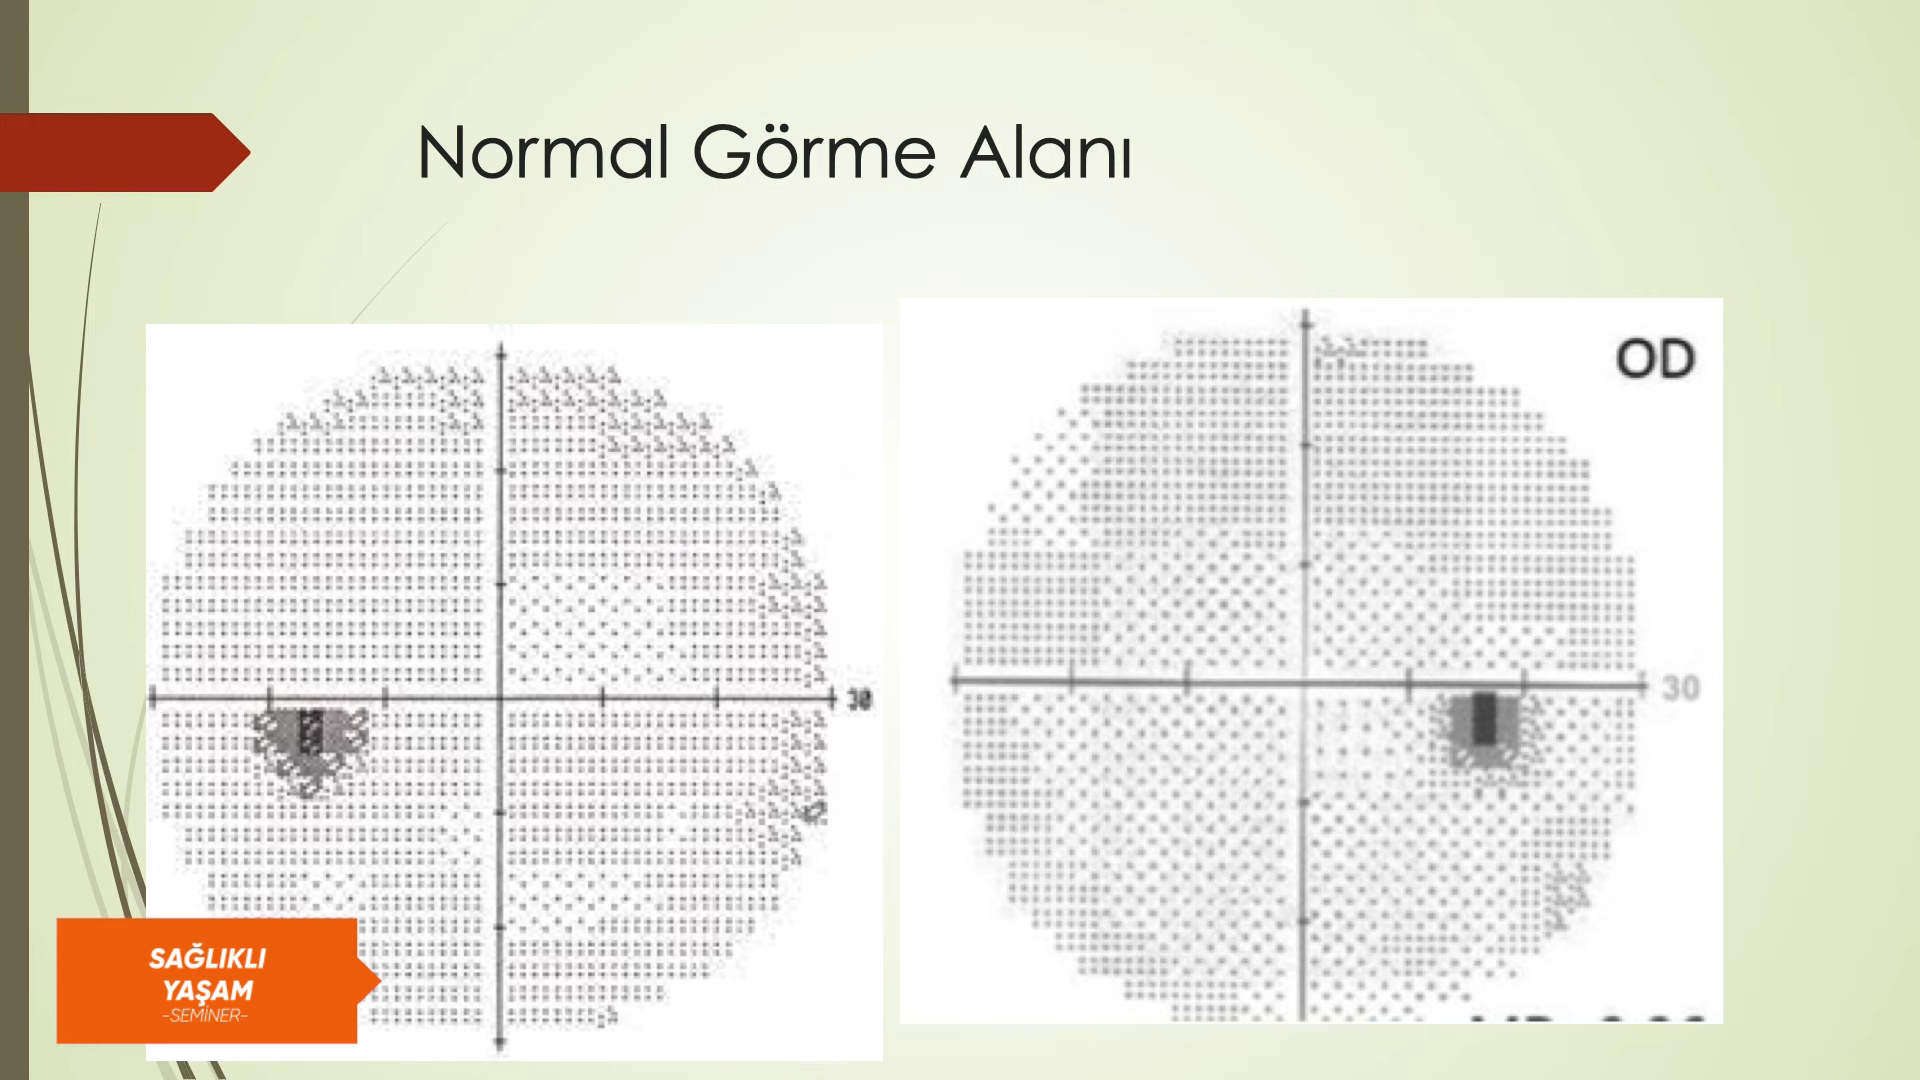 Normal Görme Alanı
OD
30
30
SAĞLIKLI
YAŞAM
-SEMİNER-